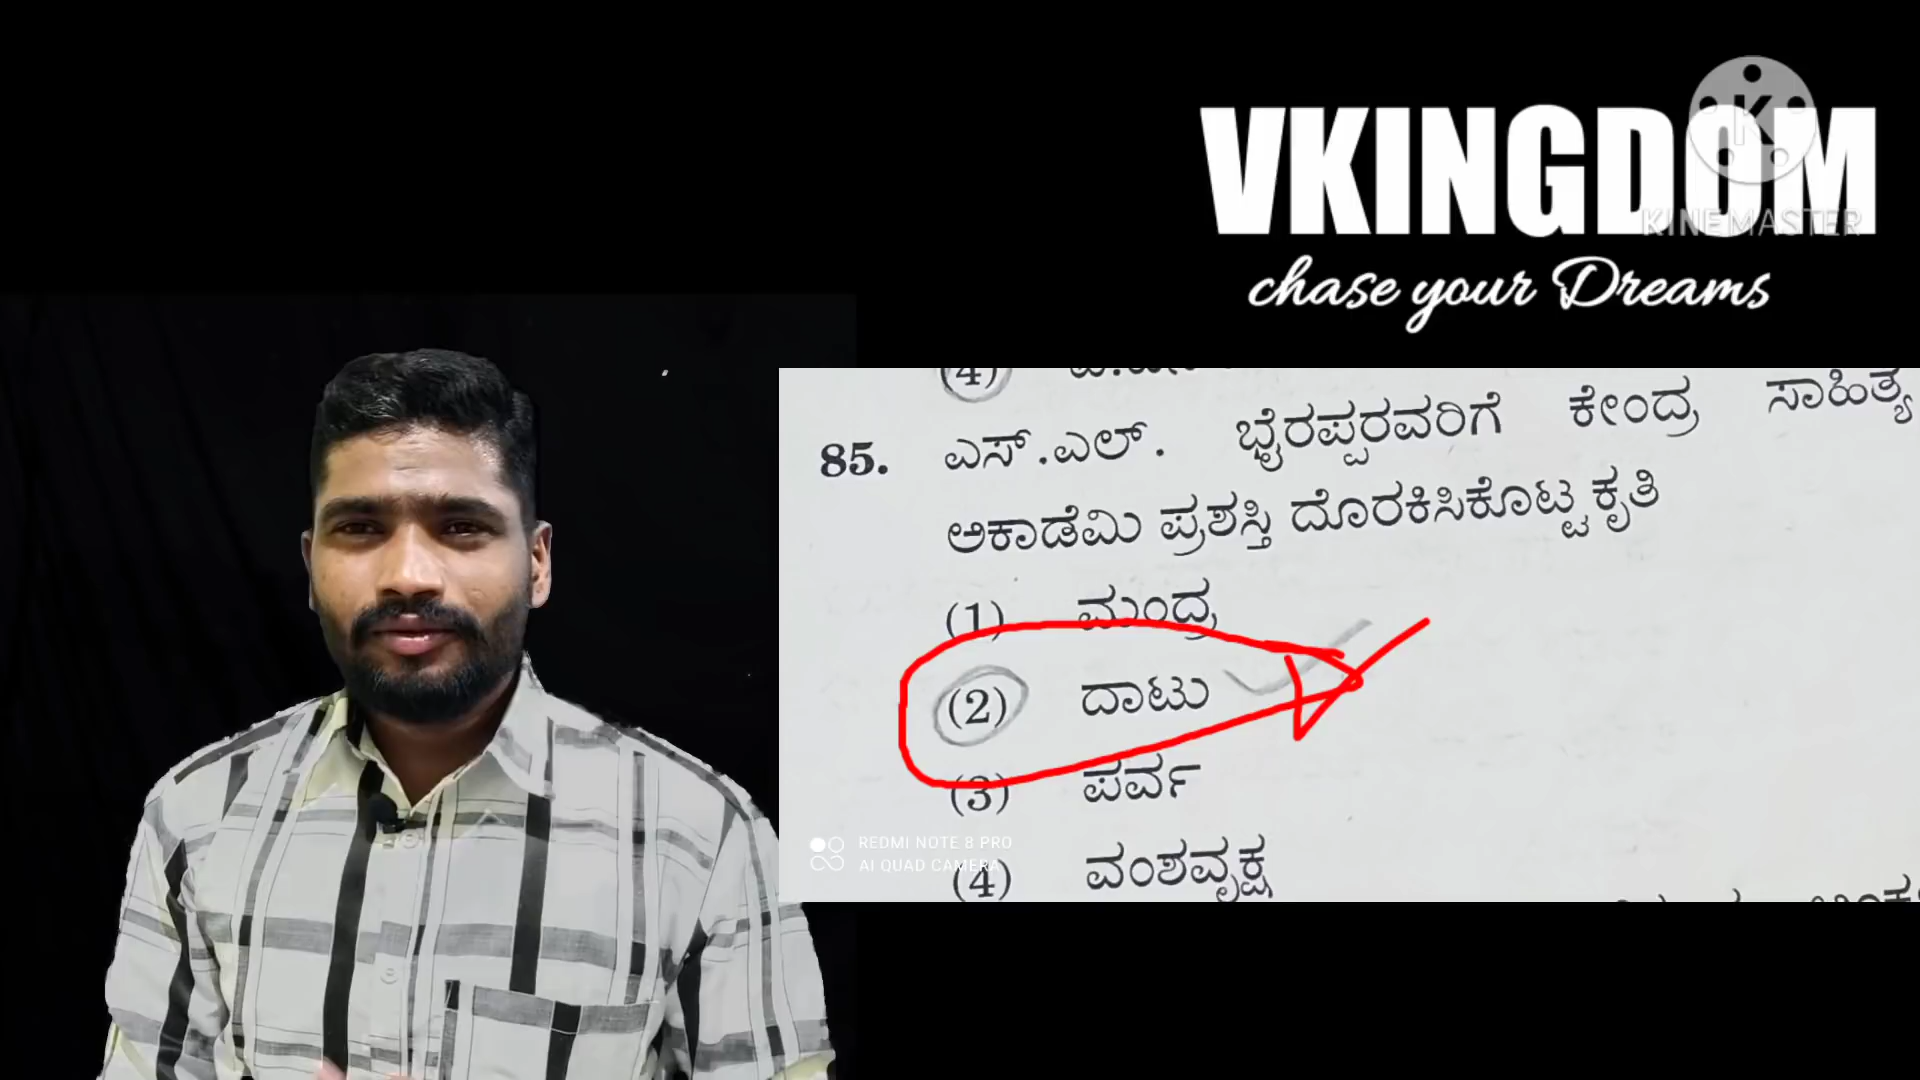 VKINGDOM
KINEMASTER
chase your Dreams
(4)
85. ಎಸ್.ಎಲ್. ಭೈರಪ್ಪರವರಿಗೆ ಕೇಂದ್ರ ಸಾಹಿತ್ಯ
ಅಕಾಡೆಮಿ ಪ್ರಶಸ್ತಿ ದೊರಕಿಸಿಕೊಟ್ಟ ಕೃತಿ
(1) ಮಂದ್ರ
(2) ದಾಟು
(3) ಪರ್ವ
REDMI NOTE 8 PRO
AI QUAD CAMERA
(4) ವಂಶವೃಕ್ಷ